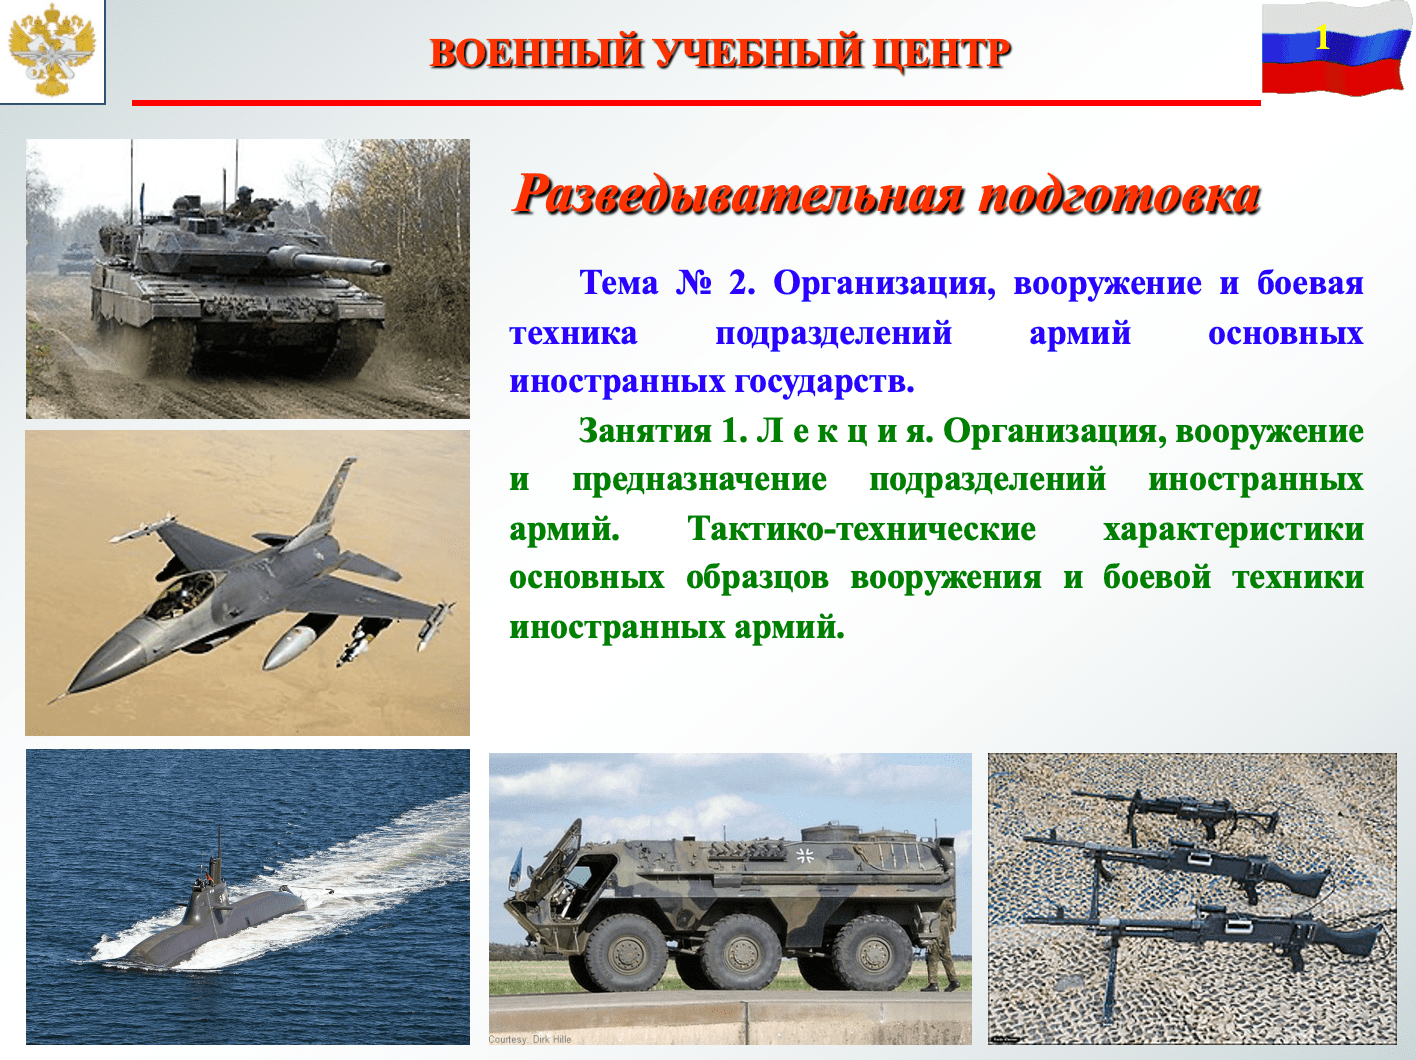 ВОЕННЫЙ УЧЕБНЫЙ ЦЕНТР
1
Разведывательная подготовка
Тема № 2. Организация, вооружение и боевая
техника подразделений армий основных
иностранных государств.
Занятия 1. Л е к ц и я. Организация, вооружение
и предназначение подразделений иностранных
армий. Тактико-технические характеристики
основных образцов вооружения и боевой техники
иностранных армий.
Courtesy: Dirk Hille